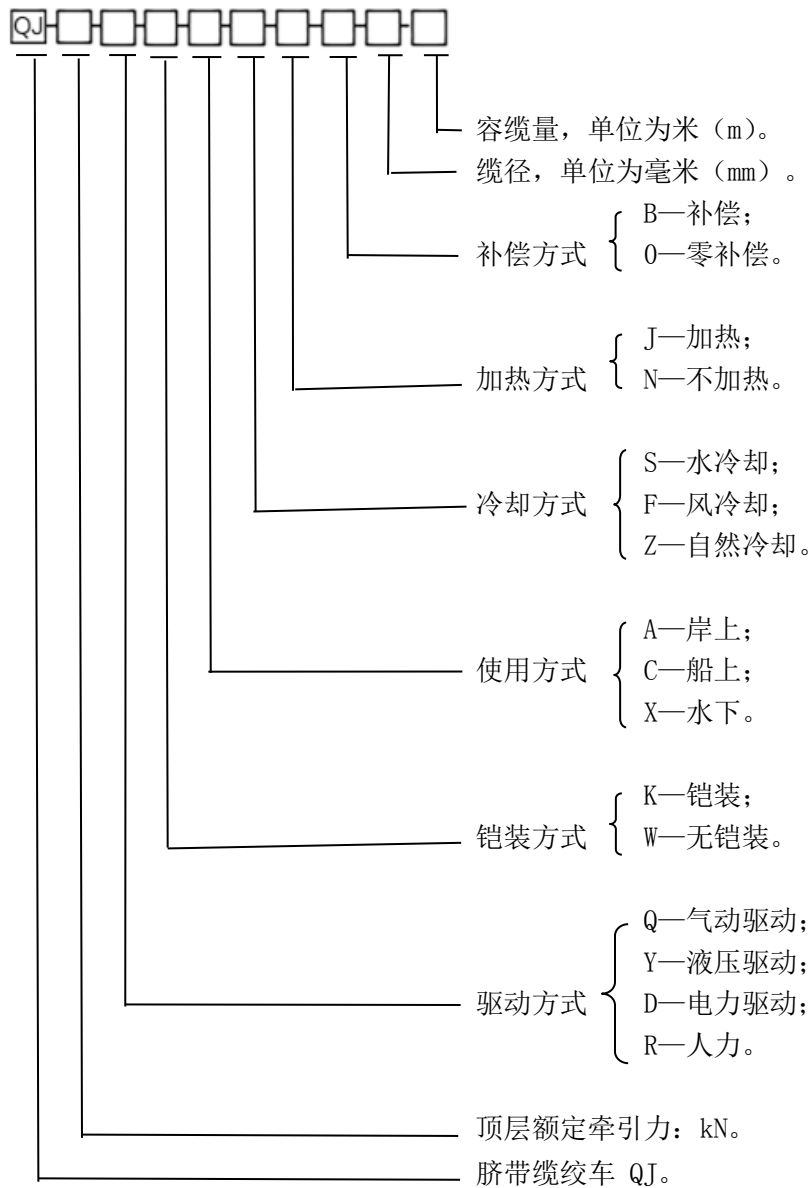 QJ
容缆量，单位为米（m）。
缆径，单位为毫米（mm）。
B—补偿；
补偿方式
0—零补偿。
J—加热；
加热方式
N—不加热。
S—水冷却；
冷却方式
F—风冷却；
Z—自然冷却。
A—岸上；
使用方式
C—船上；
X—水下。
K—铠装；
铠装方式
W—无铠装。
Q—气动驱动；
Y—液压驱动；
驱动方式
D—电力驱动；
R—人力。
顶层额定牵引力：kN。
脐带缆绞车 QJ。